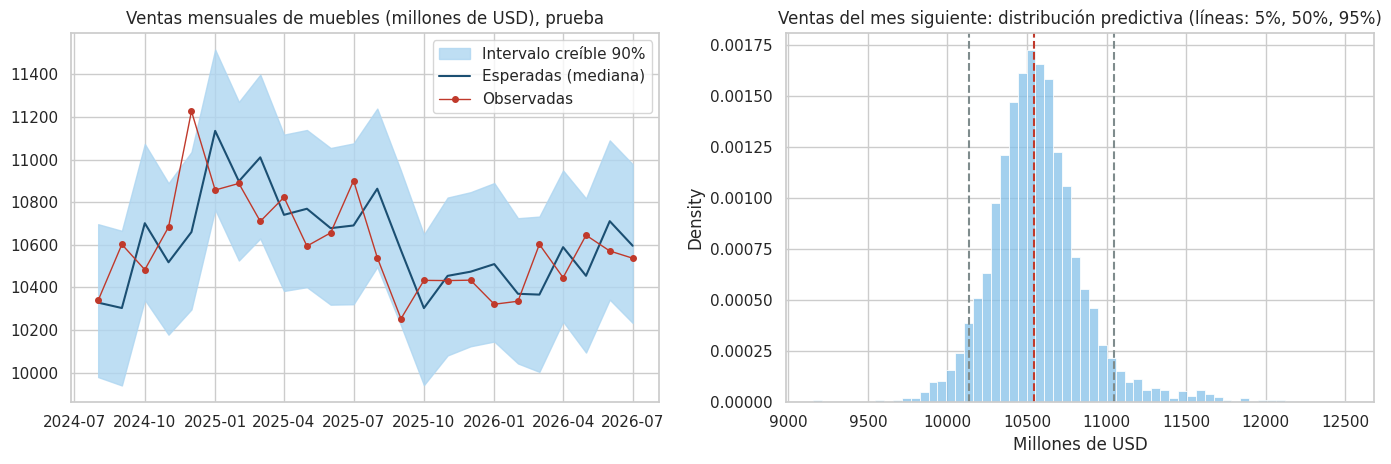 Ventas mensuales de muebles (millones de USD), prueba
Intervalo creíble 90%
Esperadas (mediana)
Observadas
11400
11200
11000
10800
10600
10400
10200
10000
2024-07 2024-10 2025-01 2025-04 2025-07 2025-10 2026-01 2026-04 2026-07
Ventas del mes siguiente: distribución predictiva (líneas: 5%, 50%, 95%)
Density
0.00175
0.00150
0.00125
0.00100
0.00075
0.00050
0.00025
0.00000
9000 9500 10000 10500 11000 11500 12000 12500
Millones de USD